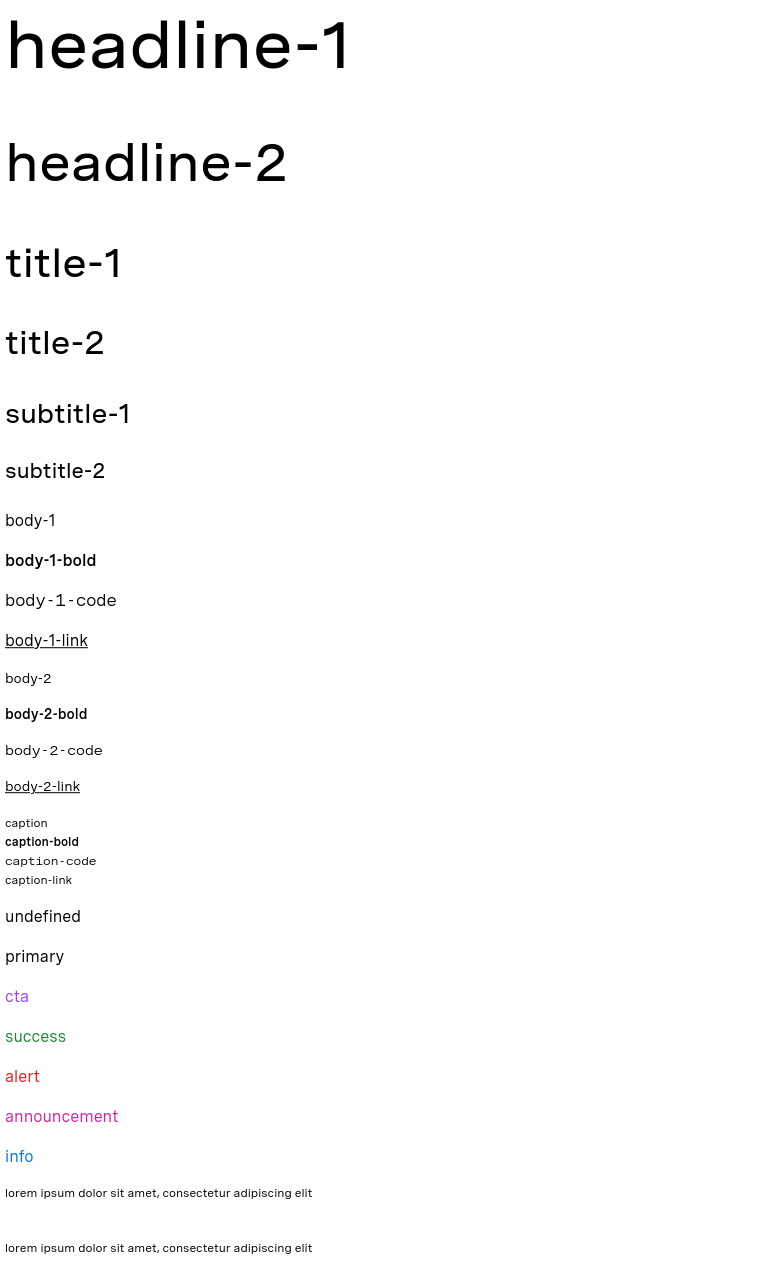 headline-1
headline-2
title-1
title-2
subtitle-1
subtitle-2
body-1
body-1-bold
body-1-code
body-1-link
body-2
body-2-bold
body-2-code
body-2-link
caption
caption-bold
caption-code
caption-link
undefined
primary
cta
success
alert
announcement
info
lorem ipsum dolor sit amet, consectetur adipiscing elit
lorem ipsum dolor sit amet, consectetur adipiscing elit